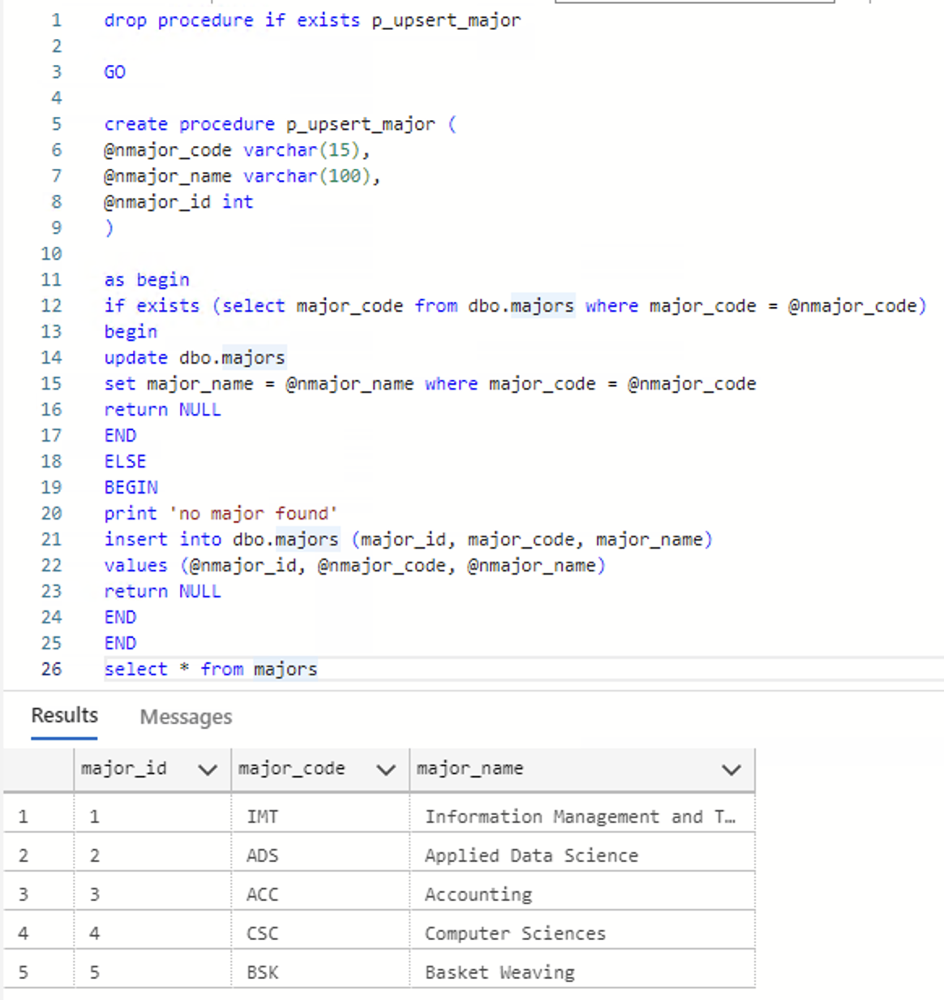 1 drop procedure if exists p_upsert_major
2
3 GO
4
5 create procedure p_upsert_major (
6 @nmajor_code varchar(15),
7 @nmajor_name varchar(100),
8 @nmajor_id int
9 )
10
11 as begin
12 if exists (select major_code from dbo.majors where major_code = @nmajor_code)
13 begin
14 update dbo.majors
15 set major_name = @nmajor_name where major_code = @nmajor_code
16 return NULL
17 END
18 ELSE
19 BEGIN
20 print 'no major found'
21 insert into dbo.majors (major_id, major_code, major_name)
22 values (@nmajor_id, @nmajor_code, @nmajor_name)
23 return NULL
24 END
25 END
26 select * from majors
Results Messages
major_id major_code major_name
1 1 IMT Information Management and T…
2 2 ADS Applied Data Science
3 3 ACC Accounting
4 4 CSC Computer Sciences
5 5 BSK Basket Weaving